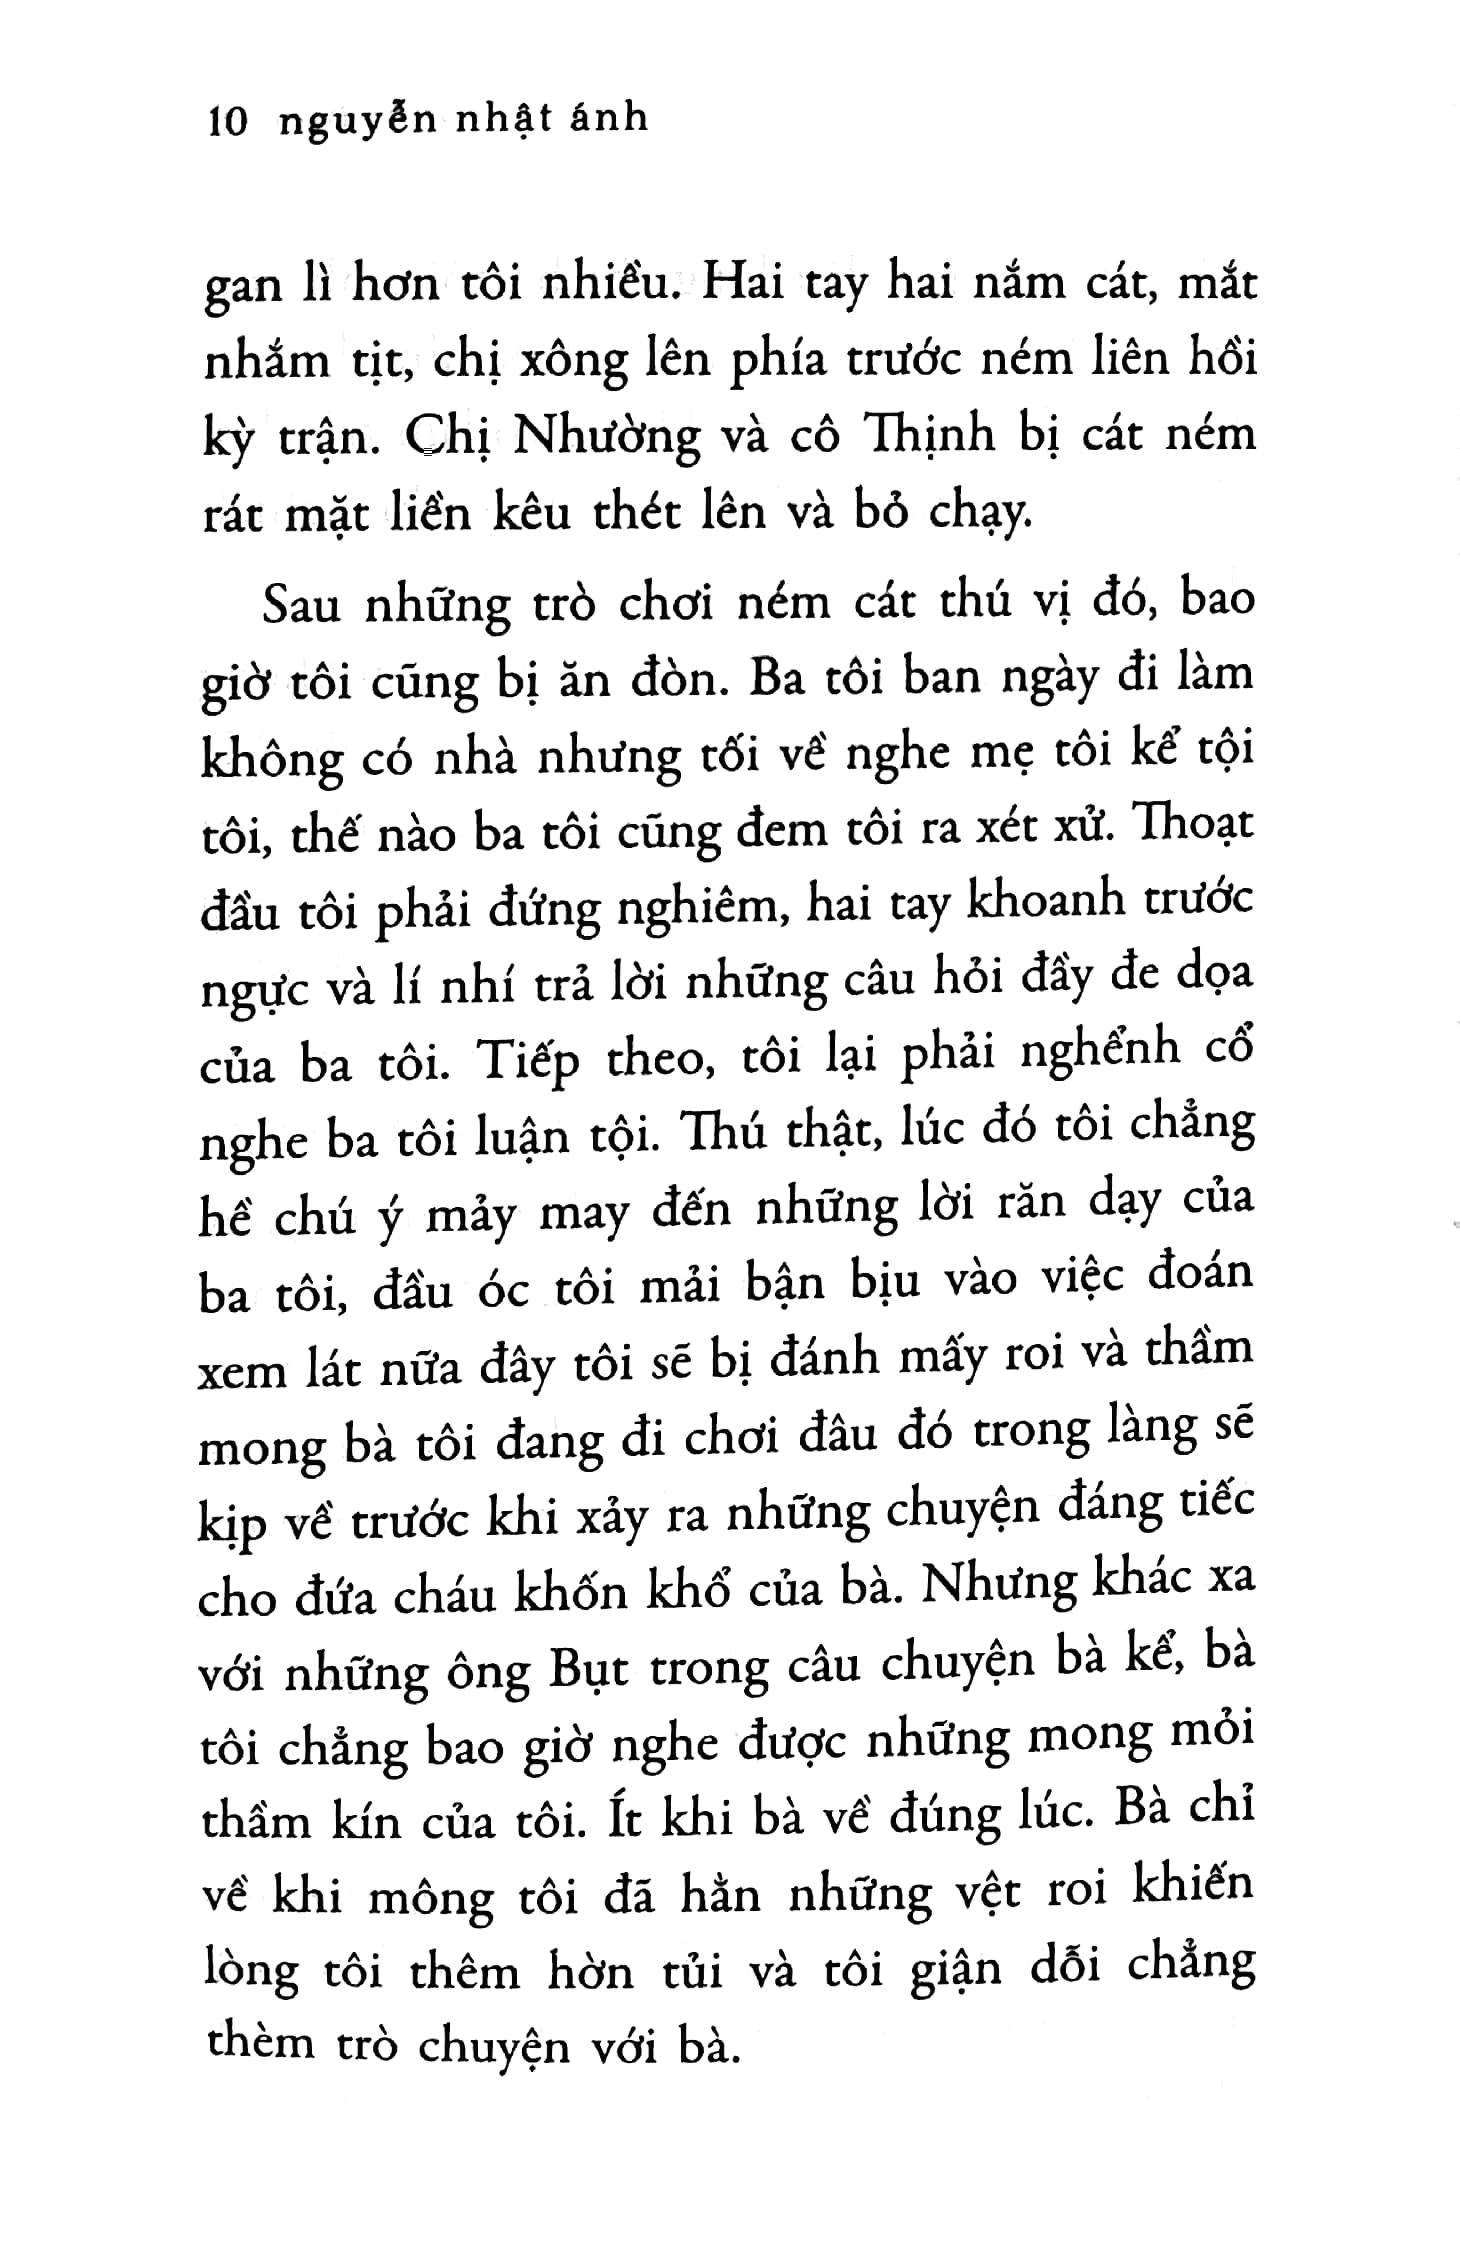 10 nguyễn nhật ánh
gan lì hơn tôi nhiều. Hai tay hai nắm cát, mắt
nhắm tịt, chị xông lên phía trước ném liên hồi
kỳ trận. Chị Nhường và cô Thịnh bị cát ném
rát mặt liền kêu thét lên và bỏ chạy.
Sau những trò chơi ném cát thú vị đó, bao
giờ tôi cũng bị ăn đòn. Ba tôi ban ngày đi làm
không có nhà nhưng tối về nghe mẹ tôi kể tội
tôi, thế nào ba tôi cũng đem tôi ra xét xử. Thoạt
đầu tôi phải đứng nghiêm, hai tay khoanh trước
ngực và lí nhí trả lời những câu hỏi đầy đe dọa
của ba tôi. Tiếp theo, tôi lại phải nghểnh cổ
nghe ba tôi luận tội. Thú thật, lúc đó tôi chẳng
hề chú ý mảy may đến những lời răn dạy của
ba tôi, đầu óc tôi mải bận bịu vào việc đoán
xem lát nữa đây tôi sẽ bị đánh mấy roi và thầm
mong bà tôi đang đi chơi đâu đó trong làng sẽ
kịp về trước khi xảy ra những chuyện đáng tiếc
cho đứa cháu khốn khổ của bà. Nhưng khác xa
với những ông Bụt trong câu chuyện bà kể, bà
tôi chẳng bao giờ nghe được những mong mỏi
thầm kín của tôi. Ít khi bà về đúng lúc. Bà chỉ
về khi mông tôi đã hằn những vệt roi khiến
lòng tôi thêm hờn tủi và tôi giận dỗi chẳng
thèm trò chuyện với bà.